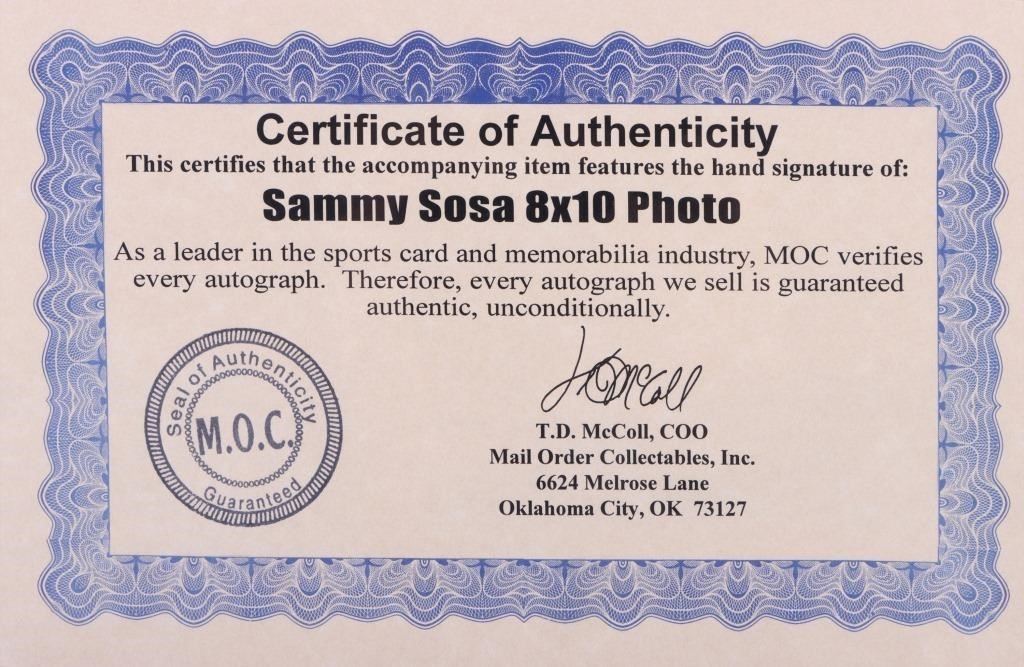 Certificate of Authenticity
This certifies that the accompanying item features the hand signature of:
Sammy Sosa 8x10 Photo
As a leader in the sports card and memorabilia industry, MOC verifies
every autograph. Therefore, every autograph we sell is guaranteed
authentic, unconditionally.
Seal of Authenticity
M.O.C.
Guaranteed
T.D. McColl
T.D. McColl, COO
Mail Order Collectables, Inc.
6624 Melrose Lane
Oklahoma City, OK 73127